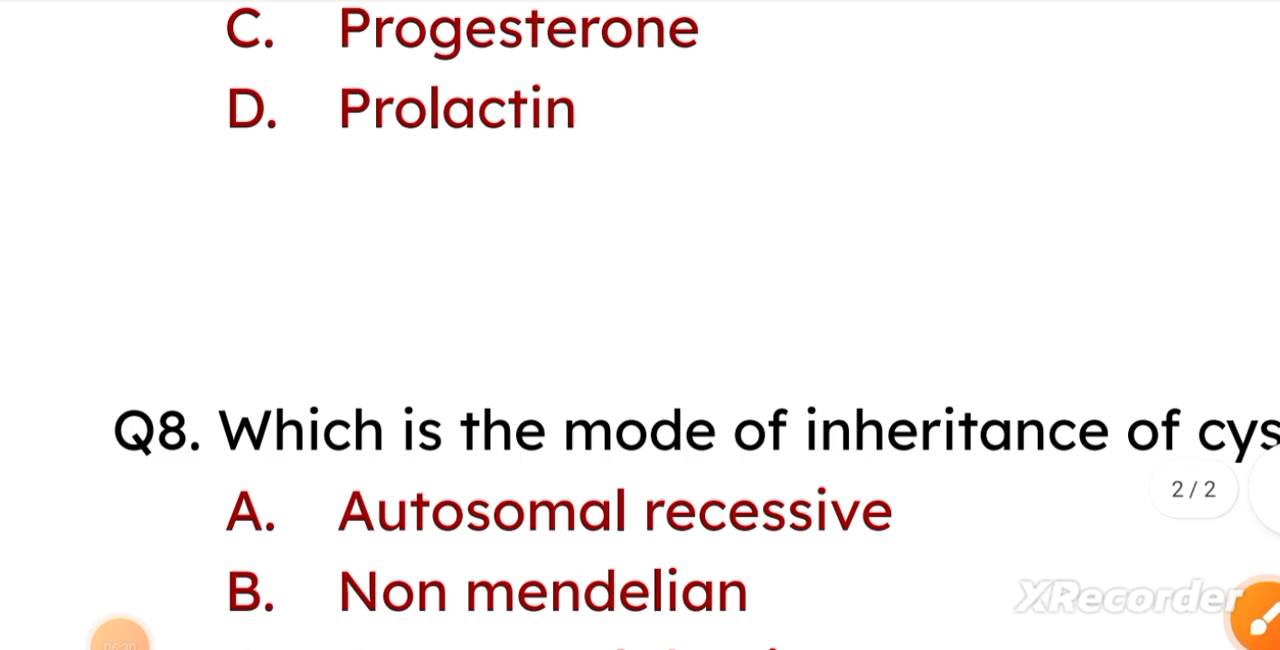 C. Progesterone
D. Prolactin
Q8. Which is the mode of inheritance of cys
A. Autosomal recessive
2 / 2
B. Non mendelian
XRecorder